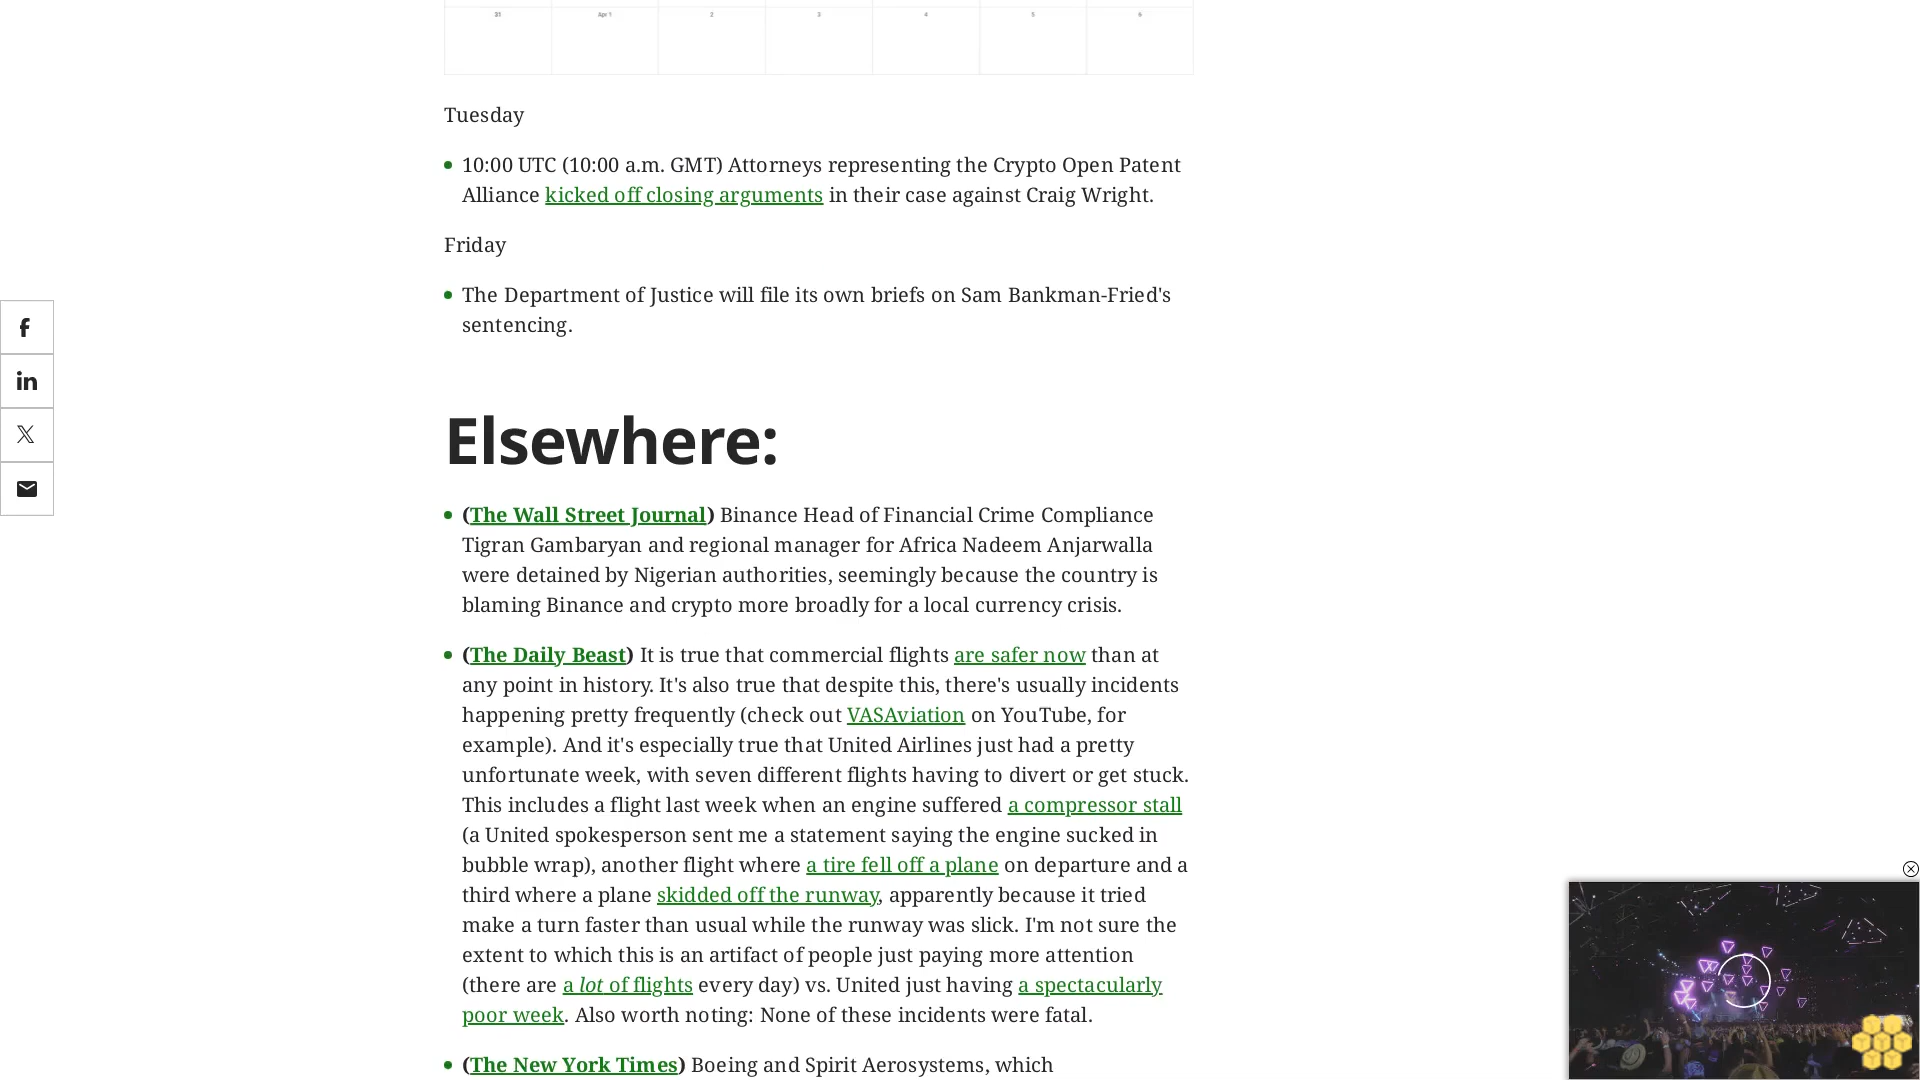 31 Apr 1 2 3 4 5 6
Tuesday
10:00 UTC (10:00 a.m. GMT) Attorneys representing the Crypto Open Patent
Alliance kicked off closing arguments in their case against Craig Wright.
Friday
The Department of Justice will file its own briefs on Sam Bankman-Fried's
sentencing.
Elsewhere:
(The Wall Street Journal) Binance Head of Financial Crime Compliance
Tigran Gambaryan and regional manager for Africa Nadeem Anjarwalla
were detained by Nigerian authorities, seemingly because the country is
blaming Binance and crypto more broadly for a local currency crisis.
(The Daily Beast) It is true that commercial flights are safer now than at
any point in history. It's also true that despite this, there's usually incidents
happening pretty frequently (check out VASAviation on YouTube, for
example). And it's especially true that United Airlines just had a pretty
unfortunate week, with seven different flights having to divert or get stuck.
This includes a flight last week when an engine suffered a compressor stall
(a United spokesperson sent me a statement saying the engine sucked in
bubble wrap), another flight where a tire fell off a plane on departure and a
third where a plane skidded off the runway, apparently because it tried
make a turn faster than usual while the runway was slick. I'm not sure the
extent to which this is an artifact of people just paying more attention
(there are a lot of flights every day) vs. United just having a spectacularly
poor week. Also worth noting: None of these incidents were fatal.
(The New York Times) Boeing and Spirit Aerosystems, which